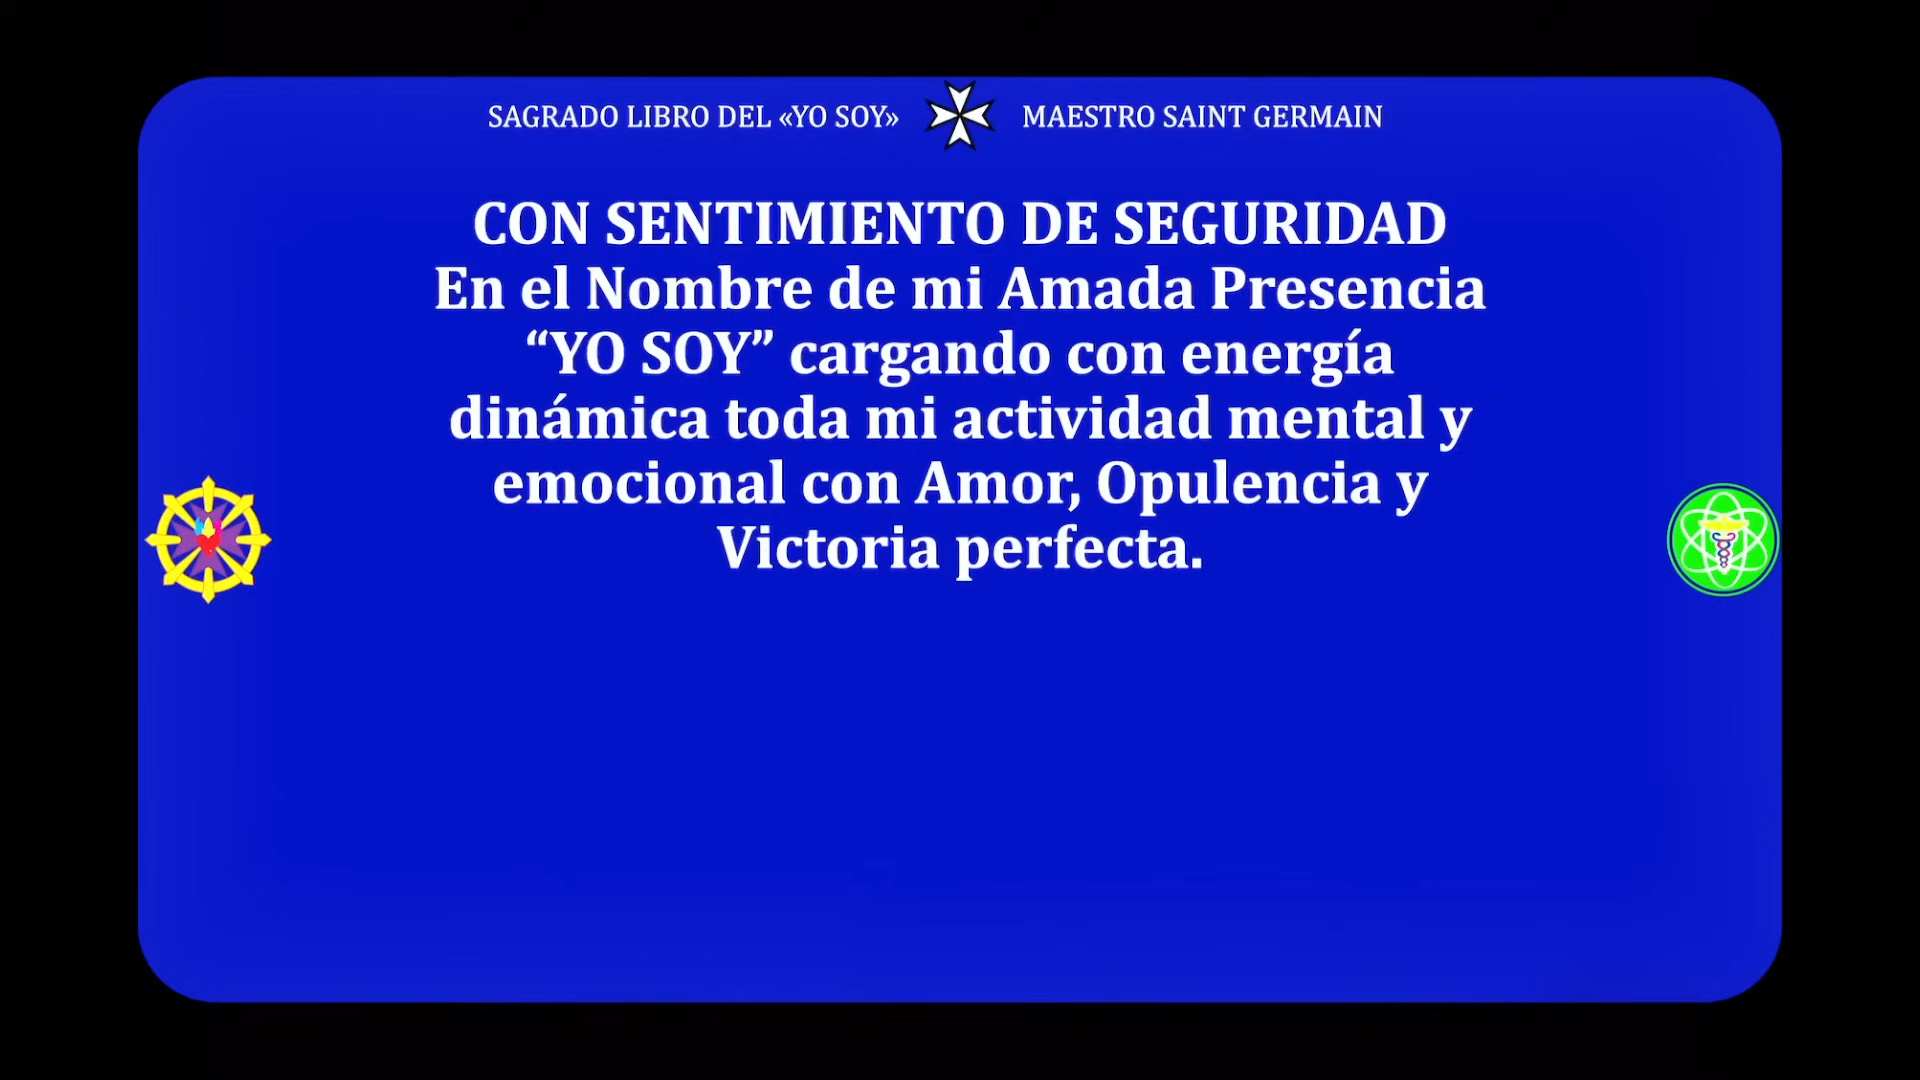 SAGRADO LIBRO DEL «YO SOY» MAESTRO SAINT GERMAIN
CON SENTIMIENTO DE SEGURIDAD
En el Nombre de mi Amada Presencia
“YO SOY” cargando con energía
dinámica toda mi actividad mental y
emocional con Amor, Opulencia y
Victoria perfecta.